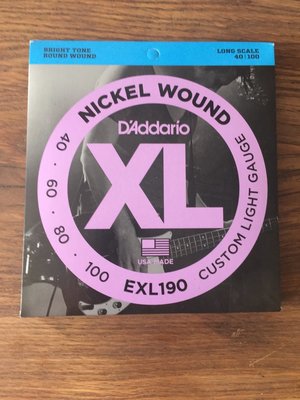 BRIGHT TONE
ROUND WOUND
LONG SCALE
40|100
NICKEL WOUND
D'Addario
XL
USA MADE
40 • 60 • 80 • 100
EXL190
CUSTOM LIGHT GAUGE